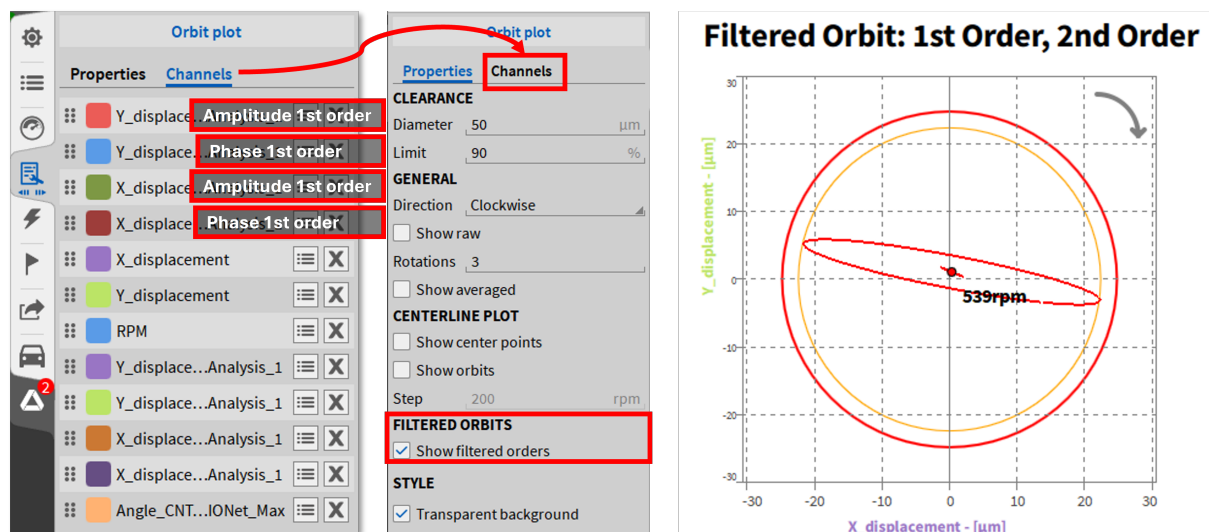 Orbit plot
Properties Channels
Y_displace... Amplitude 1st order
Y_displace... Phase 1st order
X_displace... Amplitude 1st order
X_displace... Phase 1st order
X_displacement
Y_displacement
RPM
Y_displace...Analysis_1
Y_displace...Analysis_1
X_displace...Analysis_1
X_displace...Analysis_1
Angle_CNT...IONet_Max
2
Orbit plot
Properties Channels
CLEARANCE
Diameter 50 µm
Limit 90 %
GENERAL
Direction Clockwise
Show raw
Rotations 3
Show averaged
CENTERLINE PLOT
Show center points
Show orbits
Step 200 rpm
FILTERED ORBITS
Show filtered orders
STYLE
Transparent background
Filtered Orbit: 1st Order, 2nd Order
Y_displacement - [µm]
30
20
10
0
-10
-20
-30
539rpm
-30 -20 -10 0 10 20 30
X_displacement - [µm]